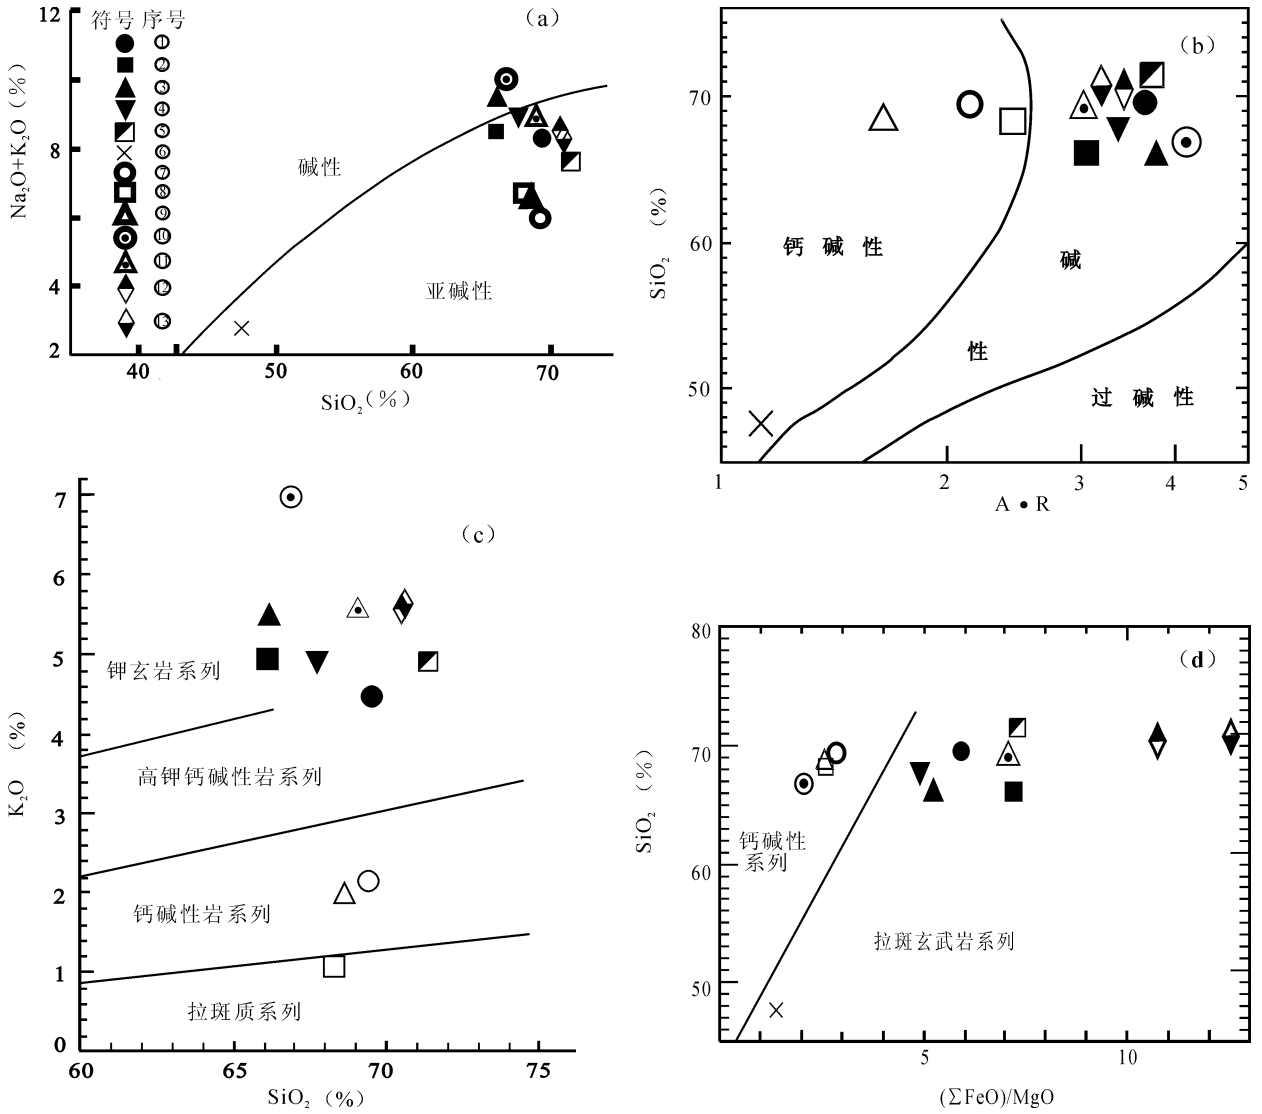 (a)
符号 序号
①
②
③
④
⑤
⑥
⑦
⑧
⑨
⑩
⑪
⑫
⑬
12
8
4
2
Na₂O+K₂O(%)
碱性
亚碱性
40 50 60 70
SiO₂(%)
(b)
70
60
50
SiO₂ (%)
钙碱性
碱
性
过碱性
1 2 3 4 5
A•R
(c)
7
6
5
4
3
2
1
0
K₂O (%)
钾玄岩系列
高钾钙碱性岩系列
钙碱性岩系列
拉斑质系列
60 65 70 75
SiO₂ (%)
(d)
80
70
60
50
SiO₂ (%)
钙碱性
系列
拉斑玄武岩系列
5 10
(∑FeO)/MgO